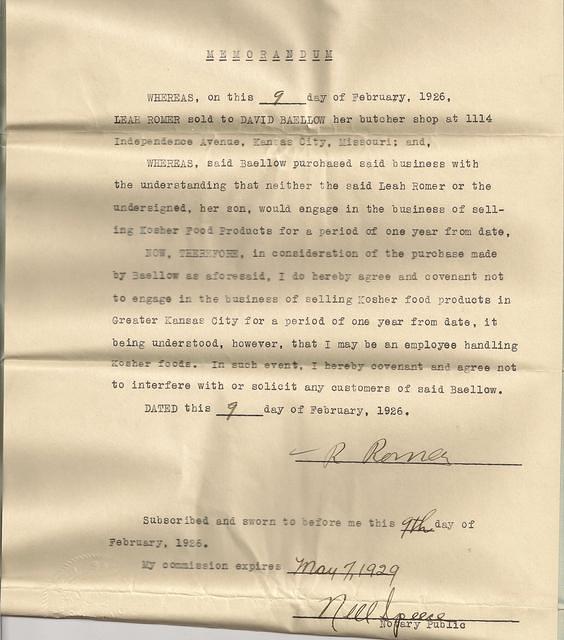 MEMORANDUM
WHEREAS, on this 9 day of February, 1926,
LEAH ROMER sold to DAVID BAELLOW her butcher shop at 1114
Independence Avenue, Kansas City, Missouri; and,
WHEREAS, said Baellow purchased said business with
the understanding that neither the said Leah Romer or the
undersigned, her son, would engage in the business of sell-
ing Kosher Food Products for a period of one year from date,
NOW, THEREFORE, in consideration of the purchase made
by Baellow as aforesaid, I do hereby agree and covenant not
to engage in the business of selling Kosher food products in
Greater Kansas City for a period of one year from date, it
being understood, however, that I may be an employee handling
Kosher foods. In such event, I hereby covenant and agree not
to interfere with or solicit any customers of said Baellow.
DATED this 9 day of February, 1926.
R Romer
Subscribed and sworn to before me this 9th day of
February, 1926.
My commission expires May 7, 1929
Nell Speese
Notary Public